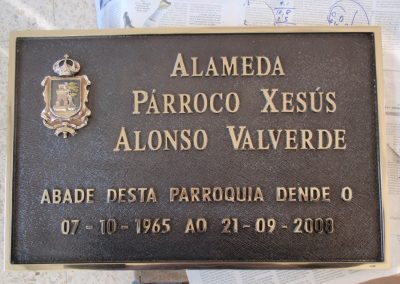 ALAMEDA
PÁRROCO XESÚS
ALONSO VALVERDE
ABADE DESTA PARROQUIA DENDE O
07-10-1965 AO 21-09-2008